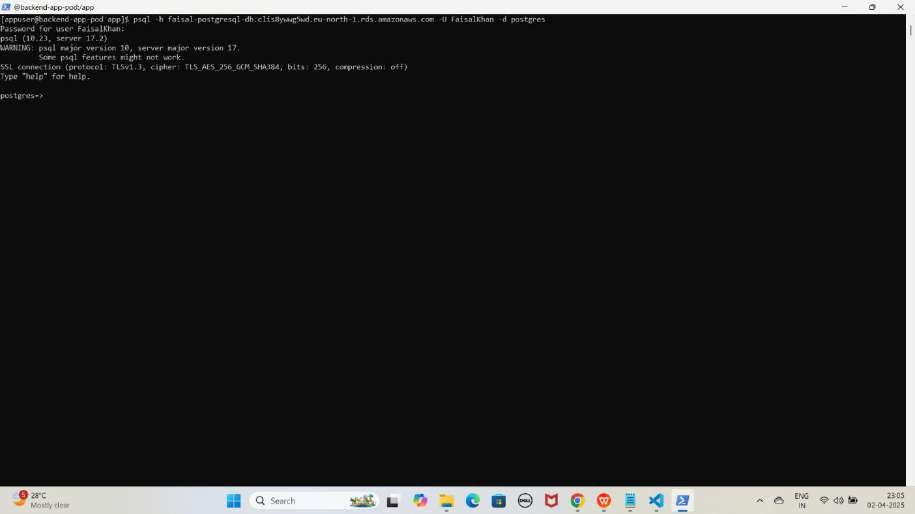 @backend-app-pod/app
[appuser@backend-app-pod app]$ psql -h faisal-postgresql-db.clis8ywwg5wd.eu-north-1.rds.amazonaws.com -U FaisalKhan -d postgres
Password for user FaisalKhan:
psql (10.23, server 17.2)
WARNING: psql major version 10, server major version 17.
Some psql features might not work.
SSL connection (protocol: TLSv1.3, cipher: TLS_AES_256_GCM_SHA384, bits: 256, compression: off)
Type "help" for help.
postgres=>
5
28°C
Mostly clear
Search
DELL
ENG
IN
23:05
02-04-2025